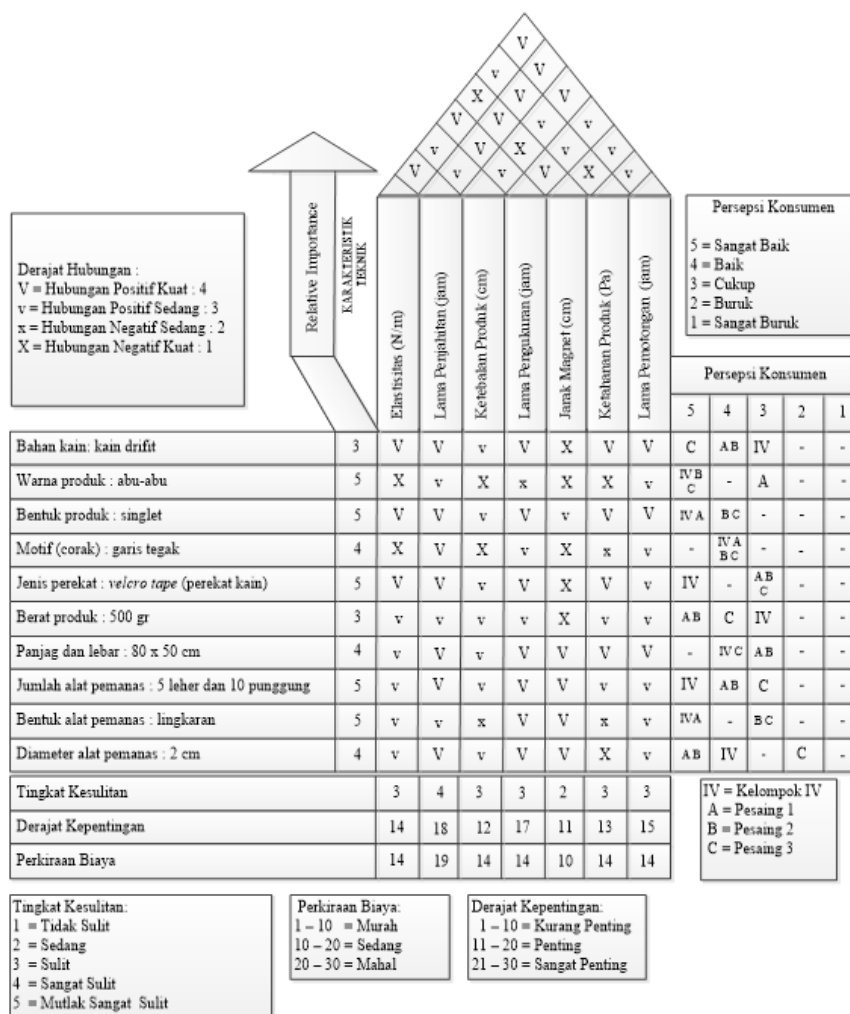 V
v V
X V V
V V v v
v V X v v
V v v V X v
Relative Importance
KARAKTERISTIK
TEKNIK
Elastisitas (N/m)
Lama Penjahitan (jam)
Ketebalan Produk (cm)
Lama Pengukuran (jam)
Jarak Magnet (cm)
Ketahanan Produk (Pa)
Lama Pemotongan (jam)
Derajat Hubungan :
V = Hubungan Positif Kuat : 4
v = Hubungan Positif Sedang : 3
x = Hubungan Negatif Sedang : 2
X = Hubungan Negatif Kuat : 1
Persepsi Konsumen
5 = Sangat Baik
4 = Baik
3 = Cukup
2 = Buruk
1 = Sangat Buruk
Persepsi Konsumen
5 4 3 2 1
Bahan kain: kain drifit 3 V V v V X V V C AB IV - -
Warna produk : abu-abu 5 X v X x X X v IV B C - A - -
Bentuk produk : singlet 5 V V v V v V V IV A B C - - -
Motif (corak) : garis tegak 4 X V X v X x v - IV A B C - - -
Jenis perekat : velcro tape (perekat kain) 5 V V v V X V v IV - A B C - -
Berat produk : 500 gr 3 v v v v X v v A B C IV - -
Panjag dan lebar : 80 x 50 cm 4 v V v V V V V - IV C A B - -
Jumlah alat pemanas : 5 leher dan 10 punggung 5 v V v V V v v IV AB C - -
Bentuk alat pemanas : lingkaran 5 v v x V V x v IVA - B C - -
Diameter alat pemanas : 2 cm 4 v V v V V X v A B IV - C -
Tingkat Kesulitan 3 4 3 3 2 3 3
Derajat Kepentingan 14 18 12 17 11 13 15
Perkiraan Biaya 14 19 14 14 10 14 14
IV = Kelompok IV
A = Pesaing 1
B = Pesaing 2
C = Pesaing 3
Tingkat Kesulitan:
1 = Tidak Sulit
2 = Sedang
3 = Sulit
4 = Sangat Sulit
5 = Mutlak Sangat Sulit
Perkiraan Biaya:
1 – 10 = Murah
10 – 20 = Sedang
20 – 30 = Mahal
Derajat Kepentingan:
1 – 10 = Kurang Penting
11 – 20 = Penting
21 – 30 = Sangat Penting